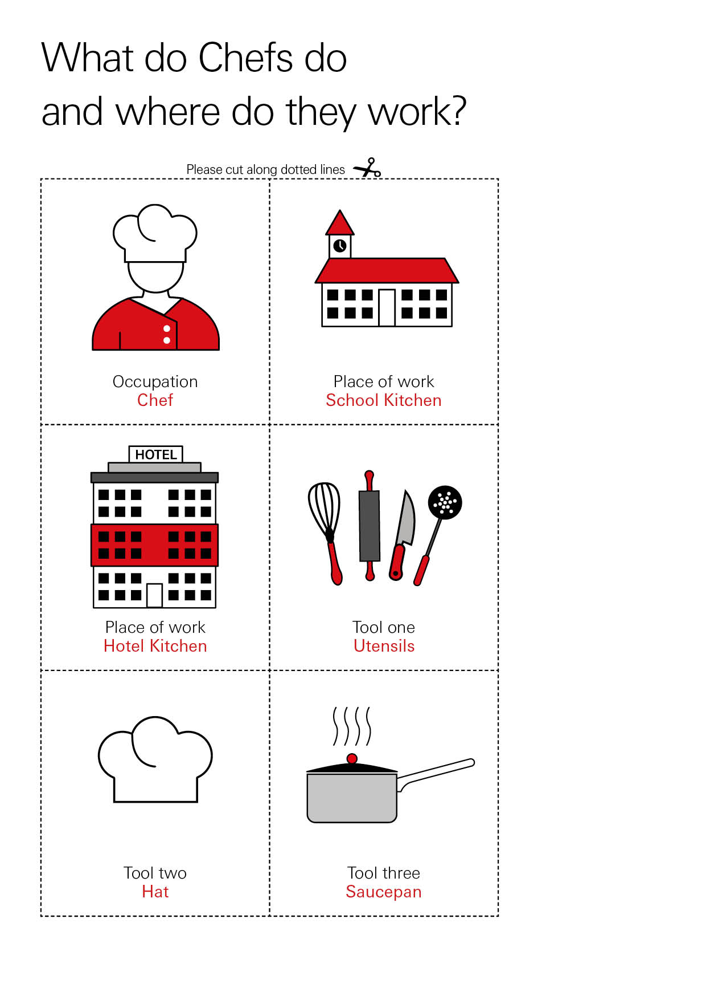 What do Chefs do
and where do they work?
Please cut along dotted lines
Occupation
Chef
Place of work
School Kitchen
HOTEL
Place of work
Hotel Kitchen
Tool one
Utensils
Tool two
Hat
Tool three
Saucepan